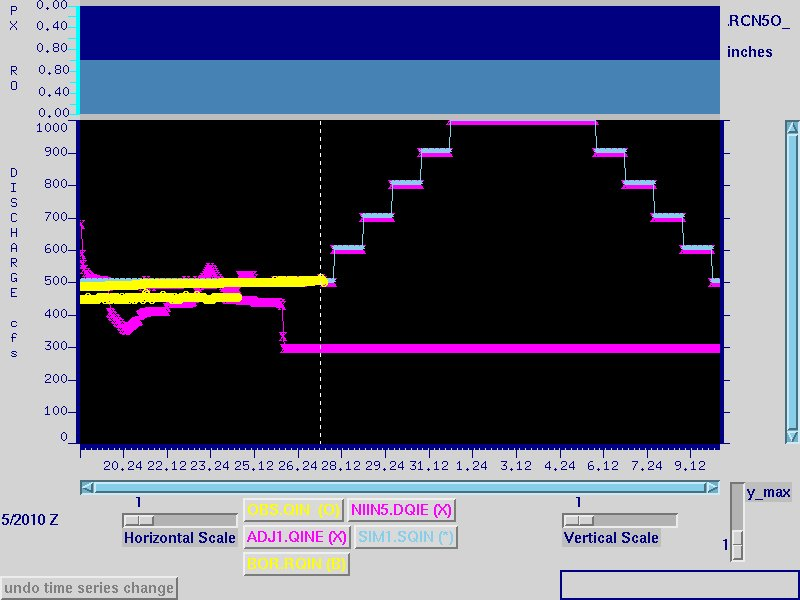 P X
0.00
0.40
0.80
R O
0.80
0.40
0.00
.RCN5O_
inches
DISCHARGE cfs
1000
900
800
700
600
500
400
300
200
100
0
20.24 22.12 23.24 25.12 26.24 28.12 29.24 31.12 1.24 3.12 4.24 6.12 7.24 9.12
5/2010 Z
1
Horizontal Scale
OBS.QIN (O) NIIN5.DQIE (X)
ADJ1.QINE (X) SIM1.SQIN (*)
BOR.RQIN (B)
1
Vertical Scale
y_max
1
undo time series change